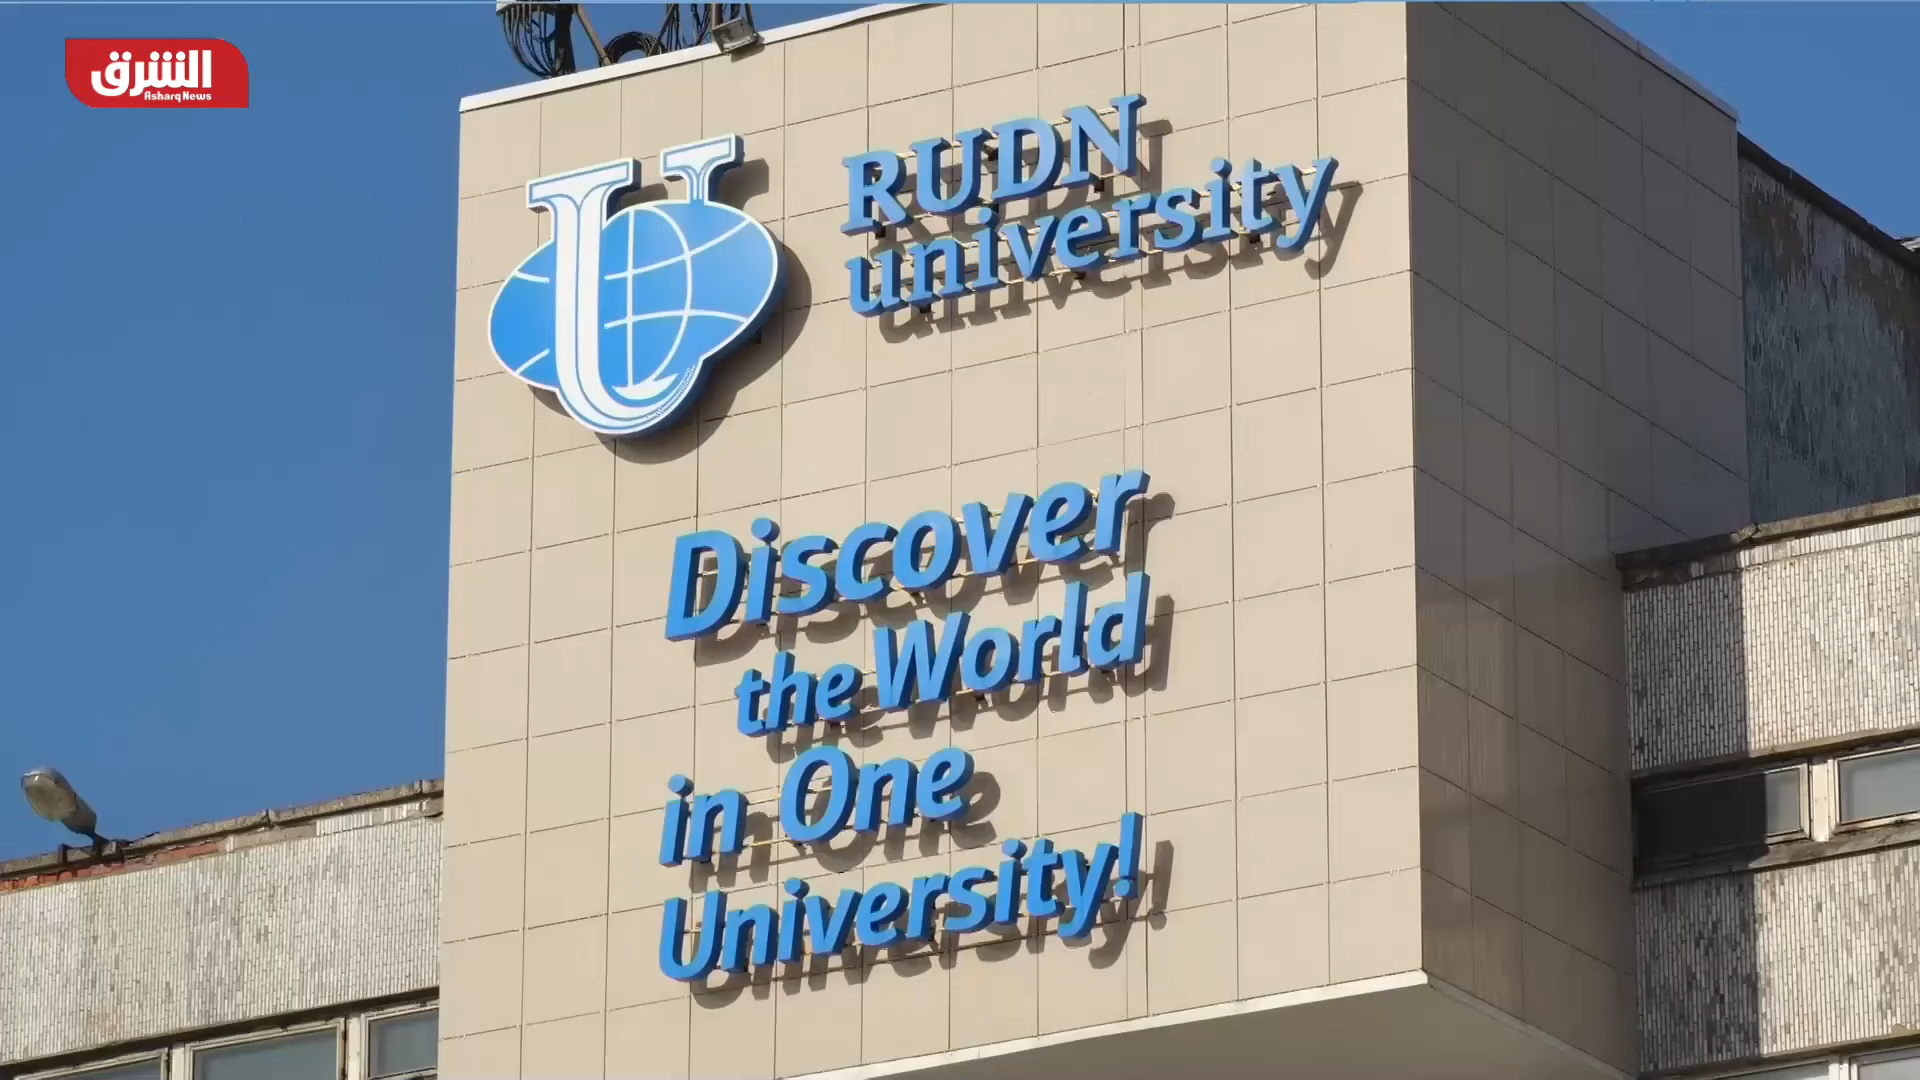 الشرق
Asharq News
RUDN
university
Discover
the World
in One
University!